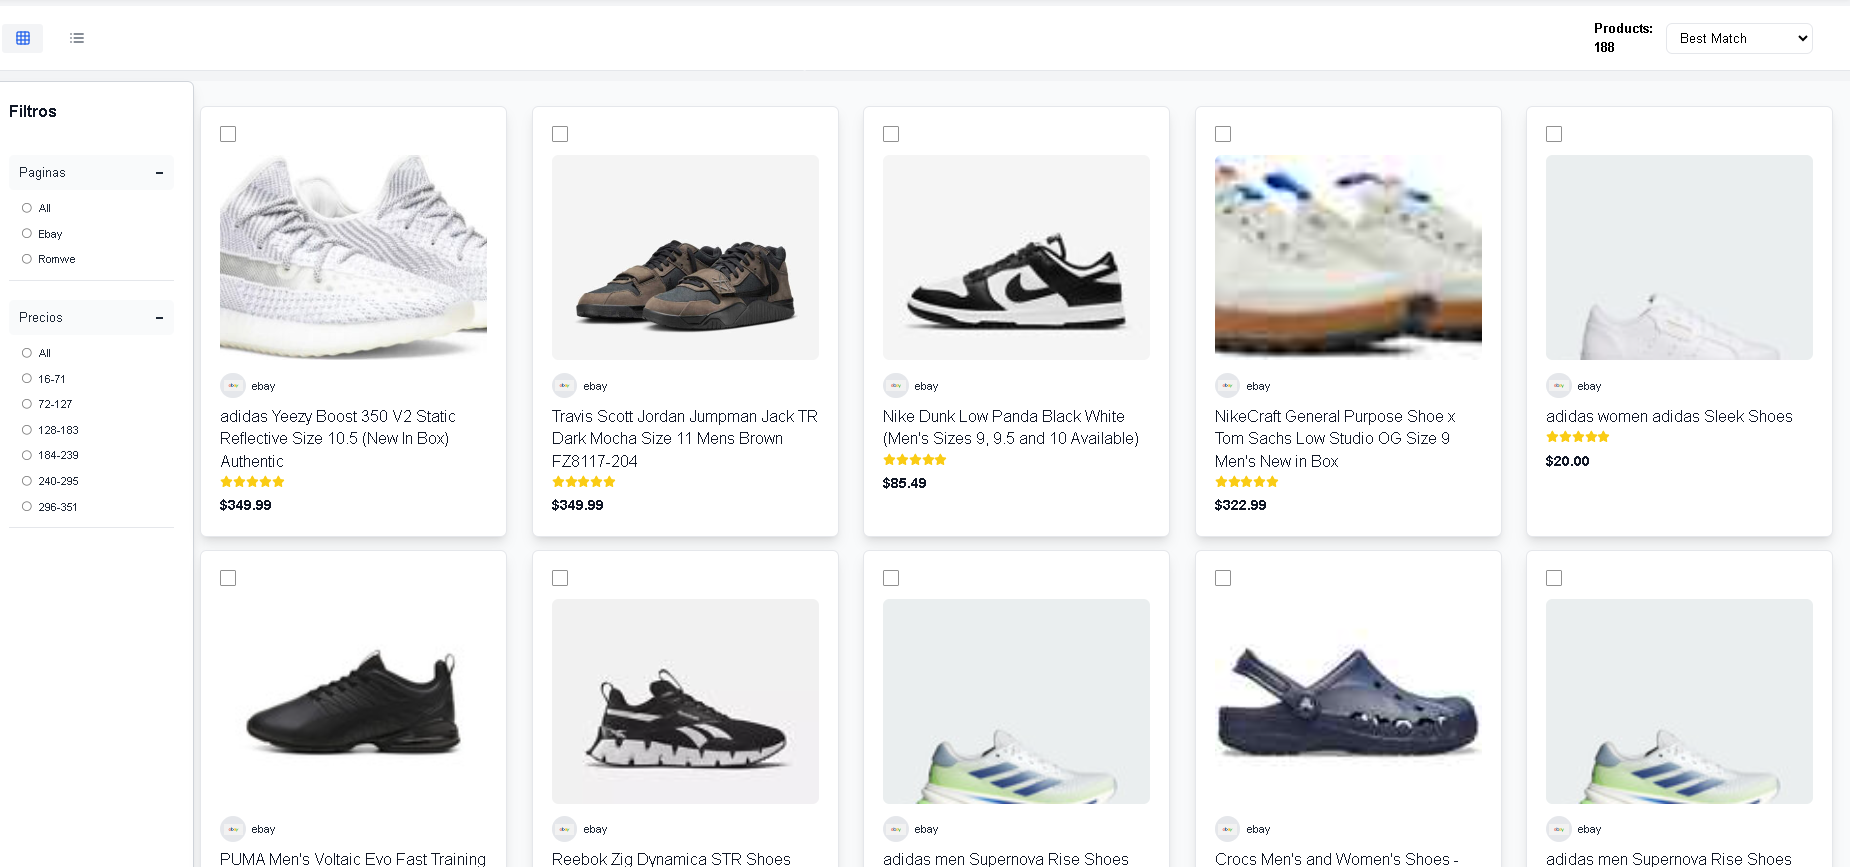 Products:
188
Best Match
Filtros
Paginas
All
Ebay
Romwe
Precios
All
16-71
72-127
128-183
184-239
240-295
296-351
ebay
adidas Yeezy Boost 350 V2 Static
Reflective Size 10.5 (New In Box)
Authentic
$349.99
ebay
Travis Scott Jordan Jumpman Jack TR
Dark Mocha Size 11 Mens Brown
FZ8117-204
$349.99
ebay
Nike Dunk Low Panda Black White
(Men's Sizes 9, 9.5 and 10 Available)
$85.49
ebay
NikeCraft General Purpose Shoe x
Tom Sachs Low Studio OG Size 9
Men's New in Box
$322.99
ebay
adidas women adidas Sleek Shoes
$20.00
ebay
PUMA Men's Voltaic Evo Fast Training
ebay
Reebok Zig Dynamica STR Shoes
ebay
adidas men Supernova Rise Shoes
ebay
Crocs Men's and Women's Shoes -
ebay
adidas men Supernova Rise Shoes